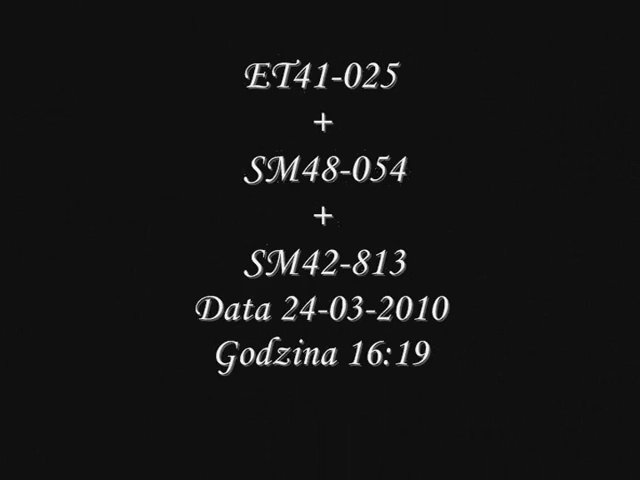 ET41-025
+
SM48-054
+
SM42-813
Data 24-03-2010
Godzina 16:19